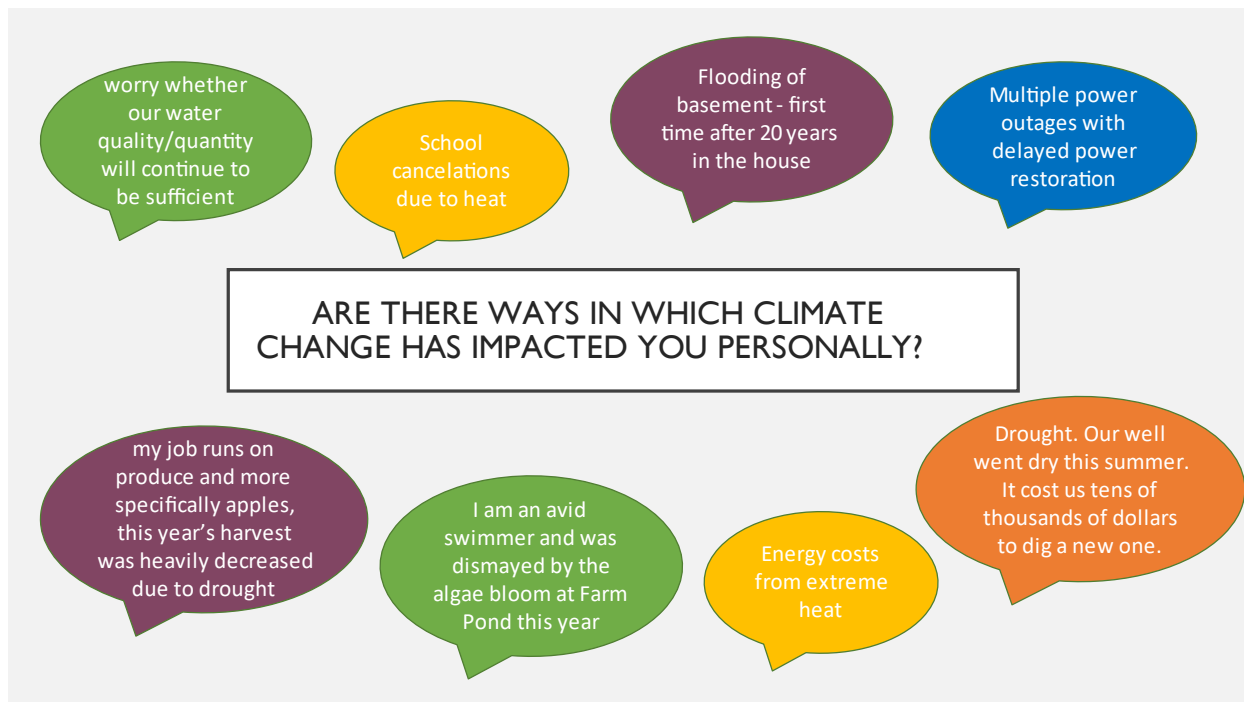 worry whether
our water
quality/quantity
will continue to
be sufficient
School
cancelations
due to heat
Flooding of
basement - first
time after 20 years
in the house
Multiple power
outages with
delayed power
restoration
ARE THERE WAYS IN WHICH CLIMATE
CHANGE HAS IMPACTED YOU PERSONALLY?
my job runs on
produce and more
specifically apples,
this year’s harvest
was heavily decreased
due to drought
I am an avid
swimmer and was
dismayed by the
algae bloom at Farm
Pond this year
Energy costs
from extreme
heat
Drought. Our well
went dry this summer.
It cost us tens of
thousands of dollars
to dig a new one.